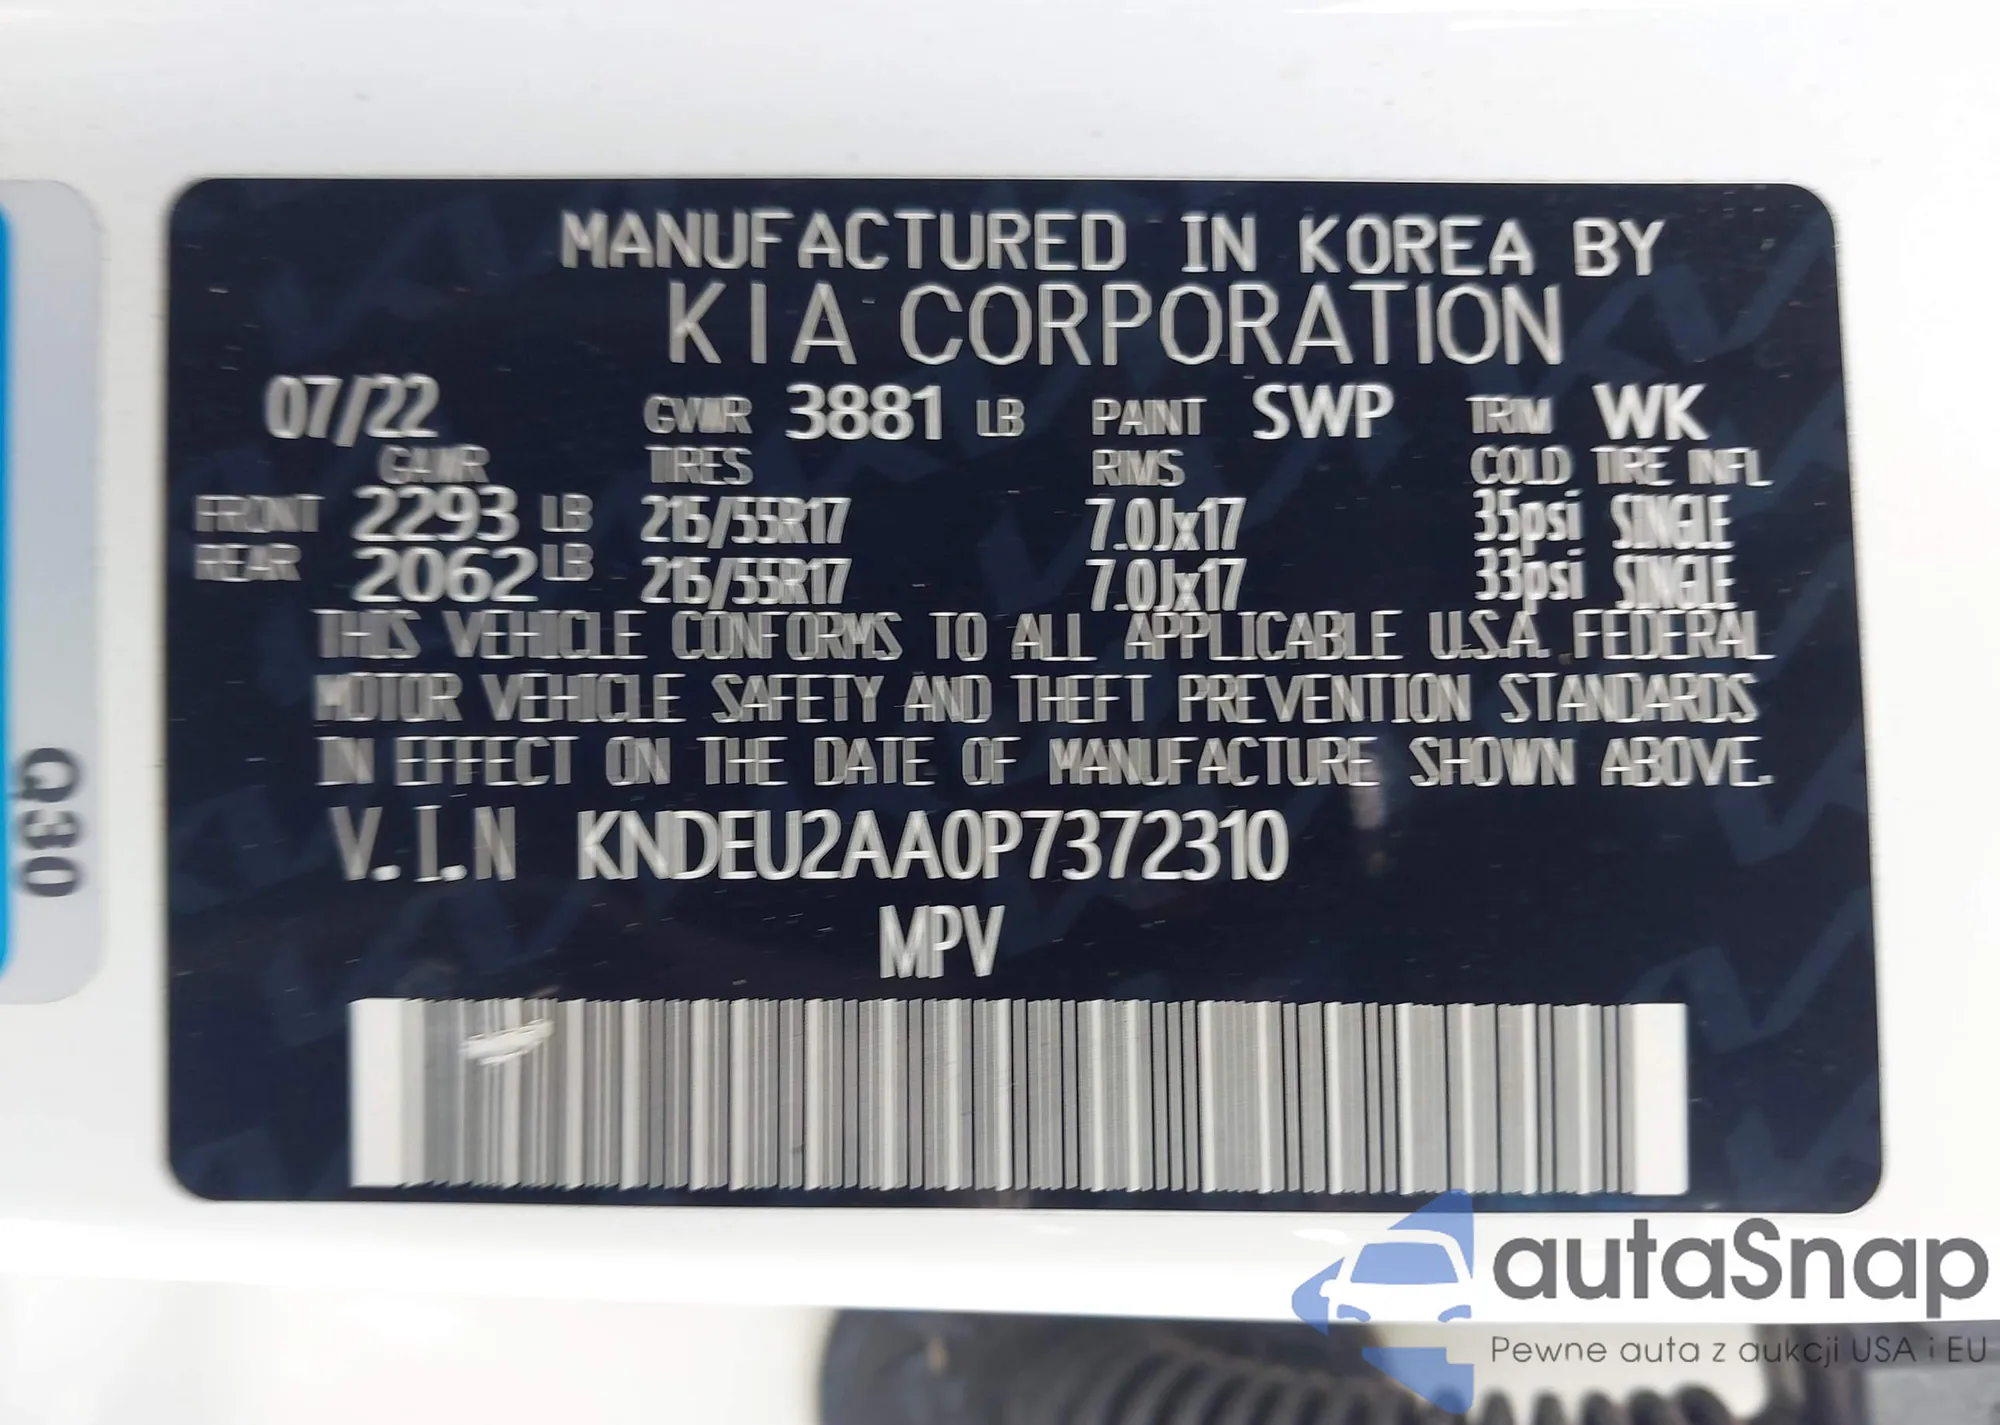 MANUFACTURED IN KOREA BY
KIA CORPORATION
07/22 GVWR 3881 LB PAINT SWP TRM WK
GAWR TIRES RIMS COLD TIRE INFL
FRONT 2293 LB 215/55R17 7.0Jx17 35psi SINGLE
REAR 2062 LB 215/55R17 7.0Jx17 33psi SINGLE
THIS VEHICLE CONFORMS TO ALL APPLICABLE U.S.A. FEDERAL
MOTOR VEHICLE SAFETY AND THEFT PREVENTION STANDARDS
IN EFFECT ON THE DATE OF MANUFACTURE SHOWN ABOVE.
V.I.N KNDEU2AA0P7372310
MPV
Q30
autaSnap
Pewne auta z aukcji USA i EU